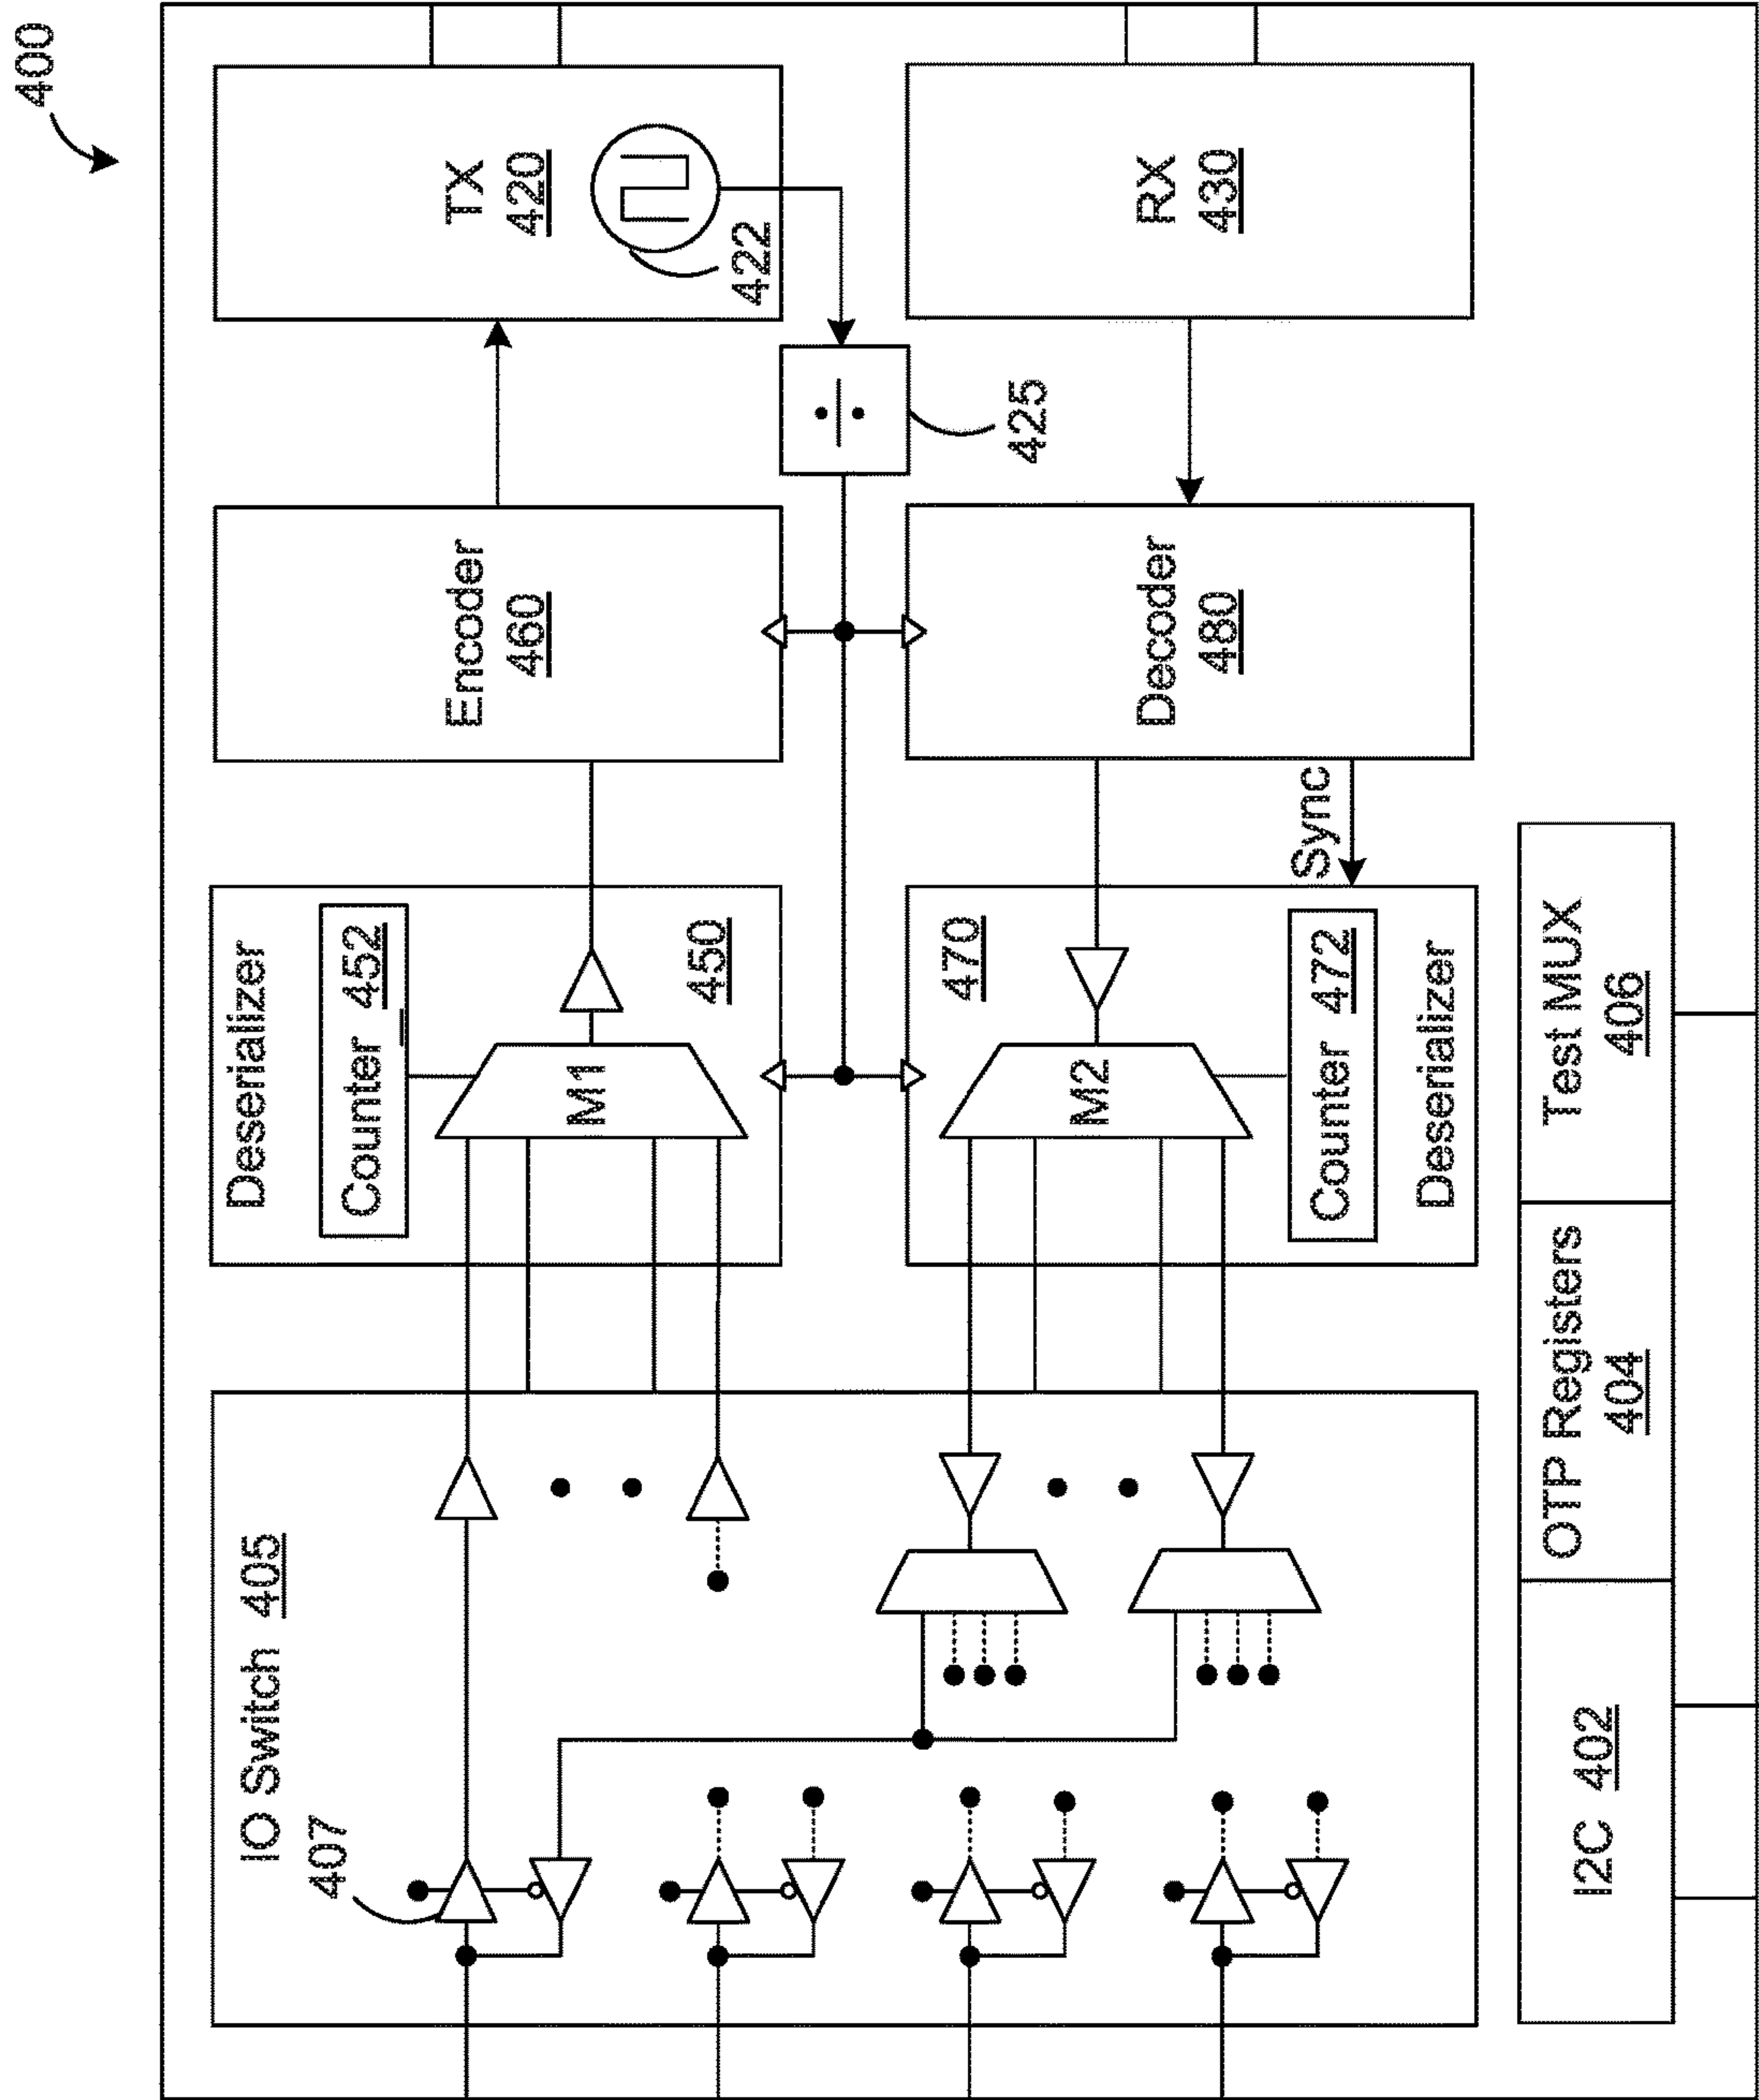 400
IO Switch 405
407
Deserializer
Counter 452
M1
450
Encoder
460
TX
420
422
425
470
M2
Counter 472
Deserializer
Sync
Decoder
480
RX
430
I2C 402
OTP Registers
404
Test MUX
406